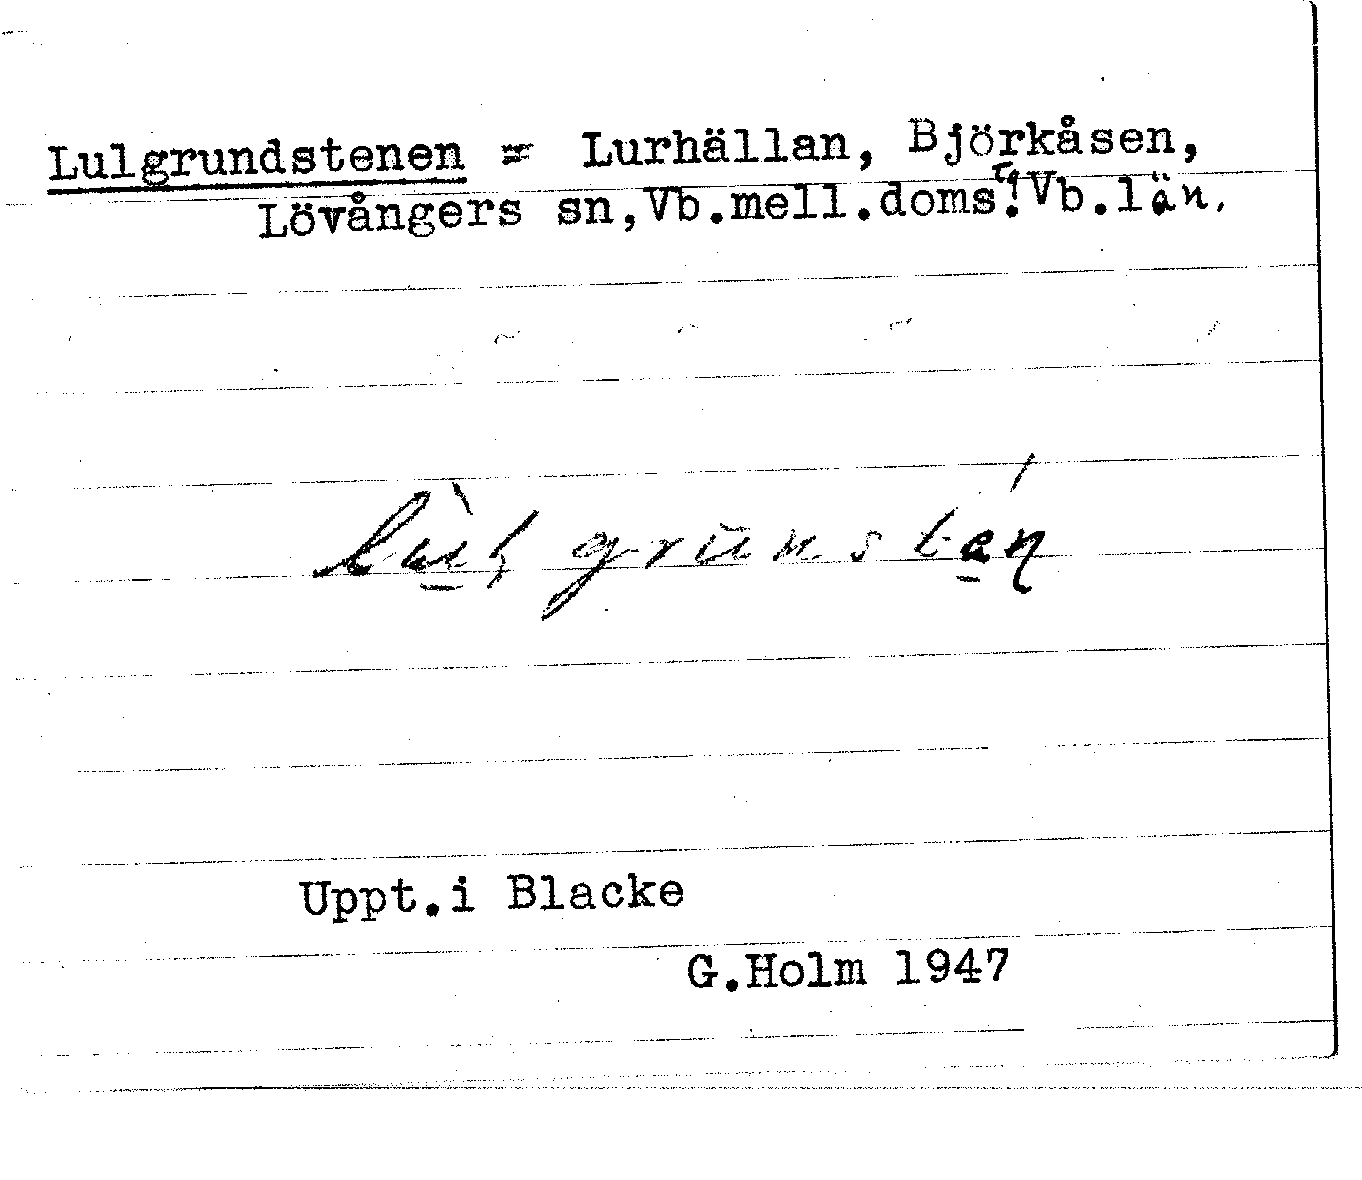 Lulgrundstenen = Lurhällan, Björkåsen,
Lövångers sn,Vb.mell.doms.,Vb.län.
Uppt.i Blacke
G.Holm 1947